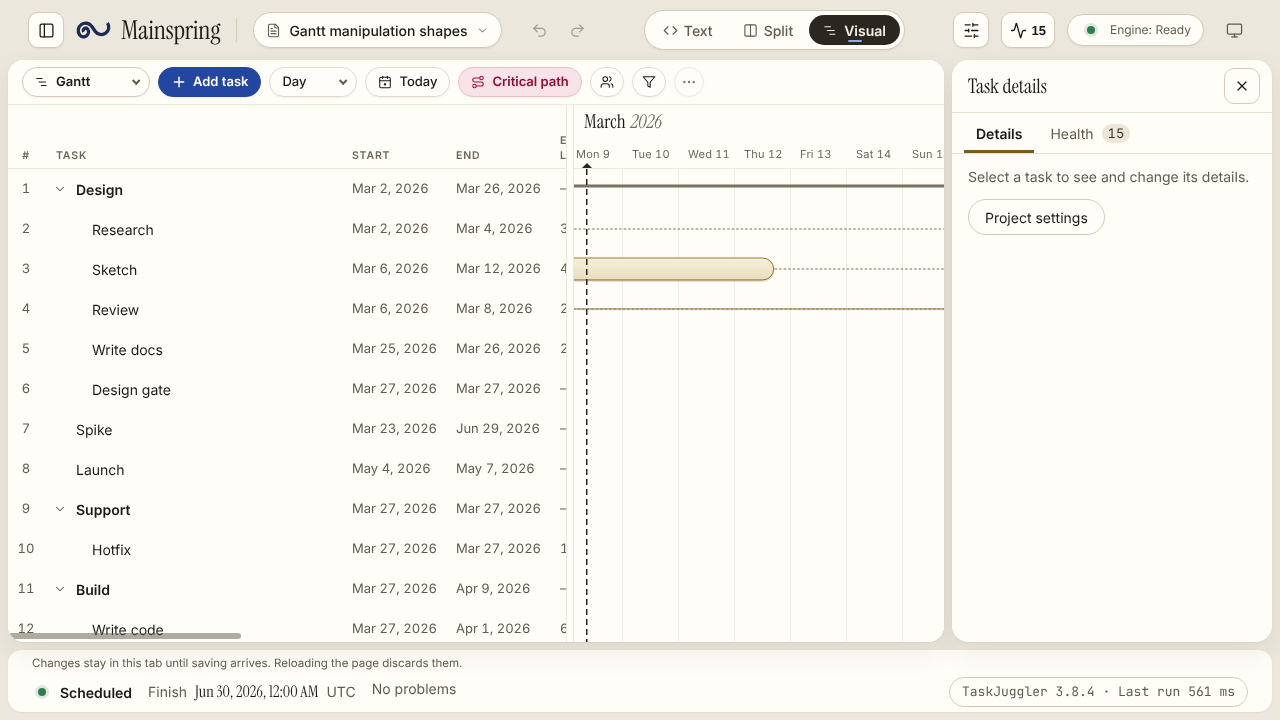 Mainspring
Gantt manipulation shapes
Text
Split
Visual
15
Engine: Ready
Gantt
Add task
Day
Today
Critical path
Task details
Details
Health 15
Select a task to see and change its details.
Project settings
March 2026
# TASK START END
Mon 9 Tue 10 Wed 11 Thu 12 Fri 13 Sat 14 Sun 1
1 Design Mar 2, 2026 Mar 26, 2026 –
2 Research Mar 2, 2026 Mar 4, 2026 3
3 Sketch Mar 6, 2026 Mar 12, 2026 4
4 Review Mar 6, 2026 Mar 8, 2026 2
5 Write docs Mar 25, 2026 Mar 26, 2026 2
6 Design gate Mar 27, 2026 Mar 27, 2026 –
7 Spike Mar 23, 2026 Jun 29, 2026 –
8 Launch May 4, 2026 May 7, 2026 –
9 Support Mar 27, 2026 Mar 27, 2026 –
10 Hotfix Mar 27, 2026 Mar 27, 2026 1
11 Build Mar 27, 2026 Apr 9, 2026 –
12 Write code Mar 27, 2026 Apr 1, 2026 6
Changes stay in this tab until saving arrives. Reloading the page discards them.
Scheduled Finish Jun 30, 2026, 12:00 AM UTC No problems
TaskJuggler 3.8.4 · Last run 561 ms